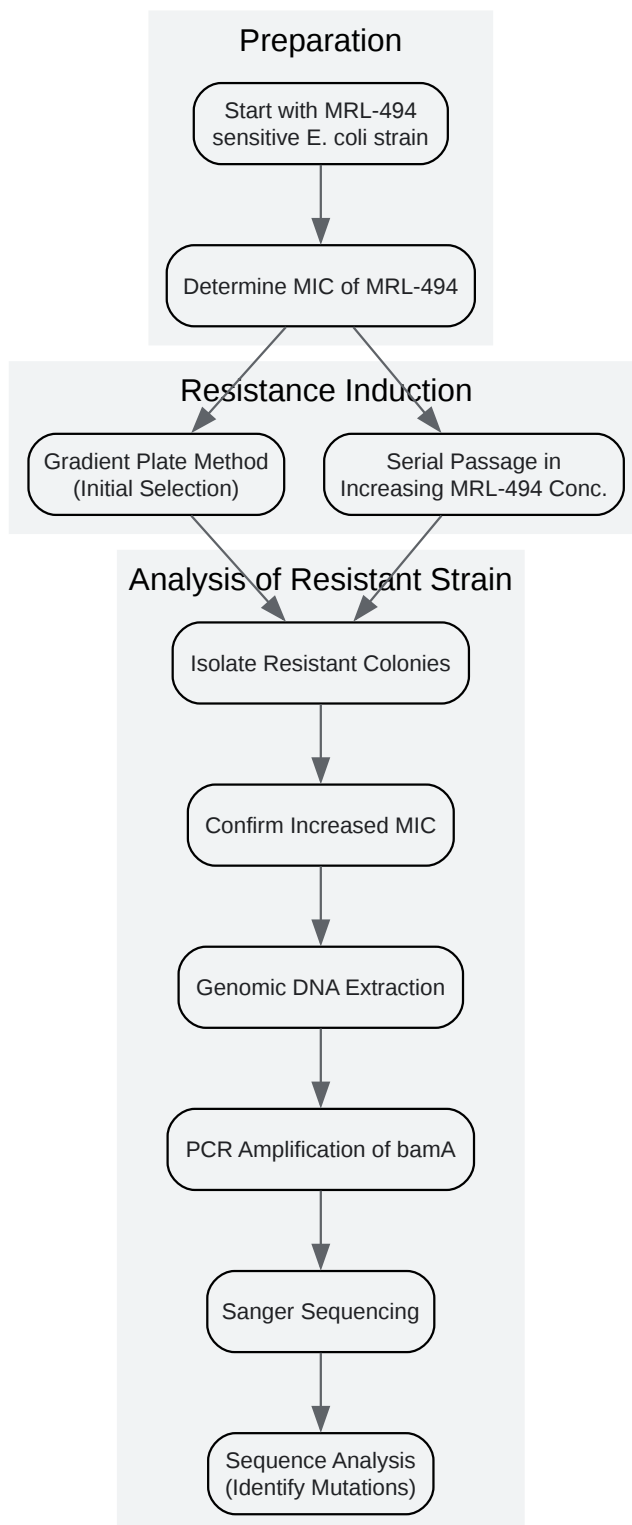 Preparation
Start with MRL-494
sensitive E. coli strain
Determine MIC of MRL-494
Resistance Induction
Gradient Plate Method
(Initial Selection)
Serial Passage in
Increasing MRL-494 Conc.
Analysis of Resistant Strain
Isolate Resistant Colonies
Confirm Increased MIC
Genomic DNA Extraction
PCR Amplification of bamA
Sanger Sequencing
Sequence Analysis
(Identify Mutations)